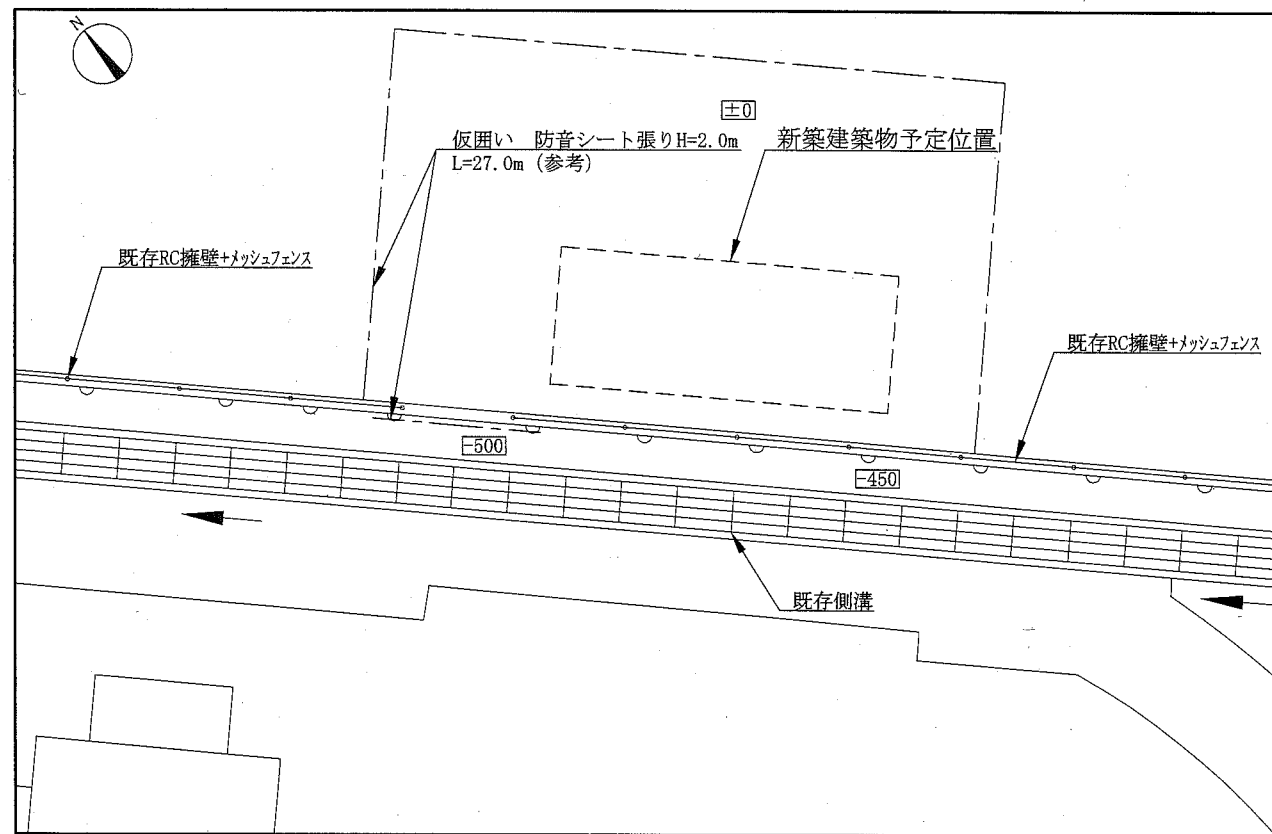 N
±0
仮囲い 防音シート張りH=2.0m
L=27.0m (参考)
新築建築物予定位置
既存RC擁壁+メッシュフェンス
既存RC擁壁+メッシュフェンス
-500
-450
既存側溝